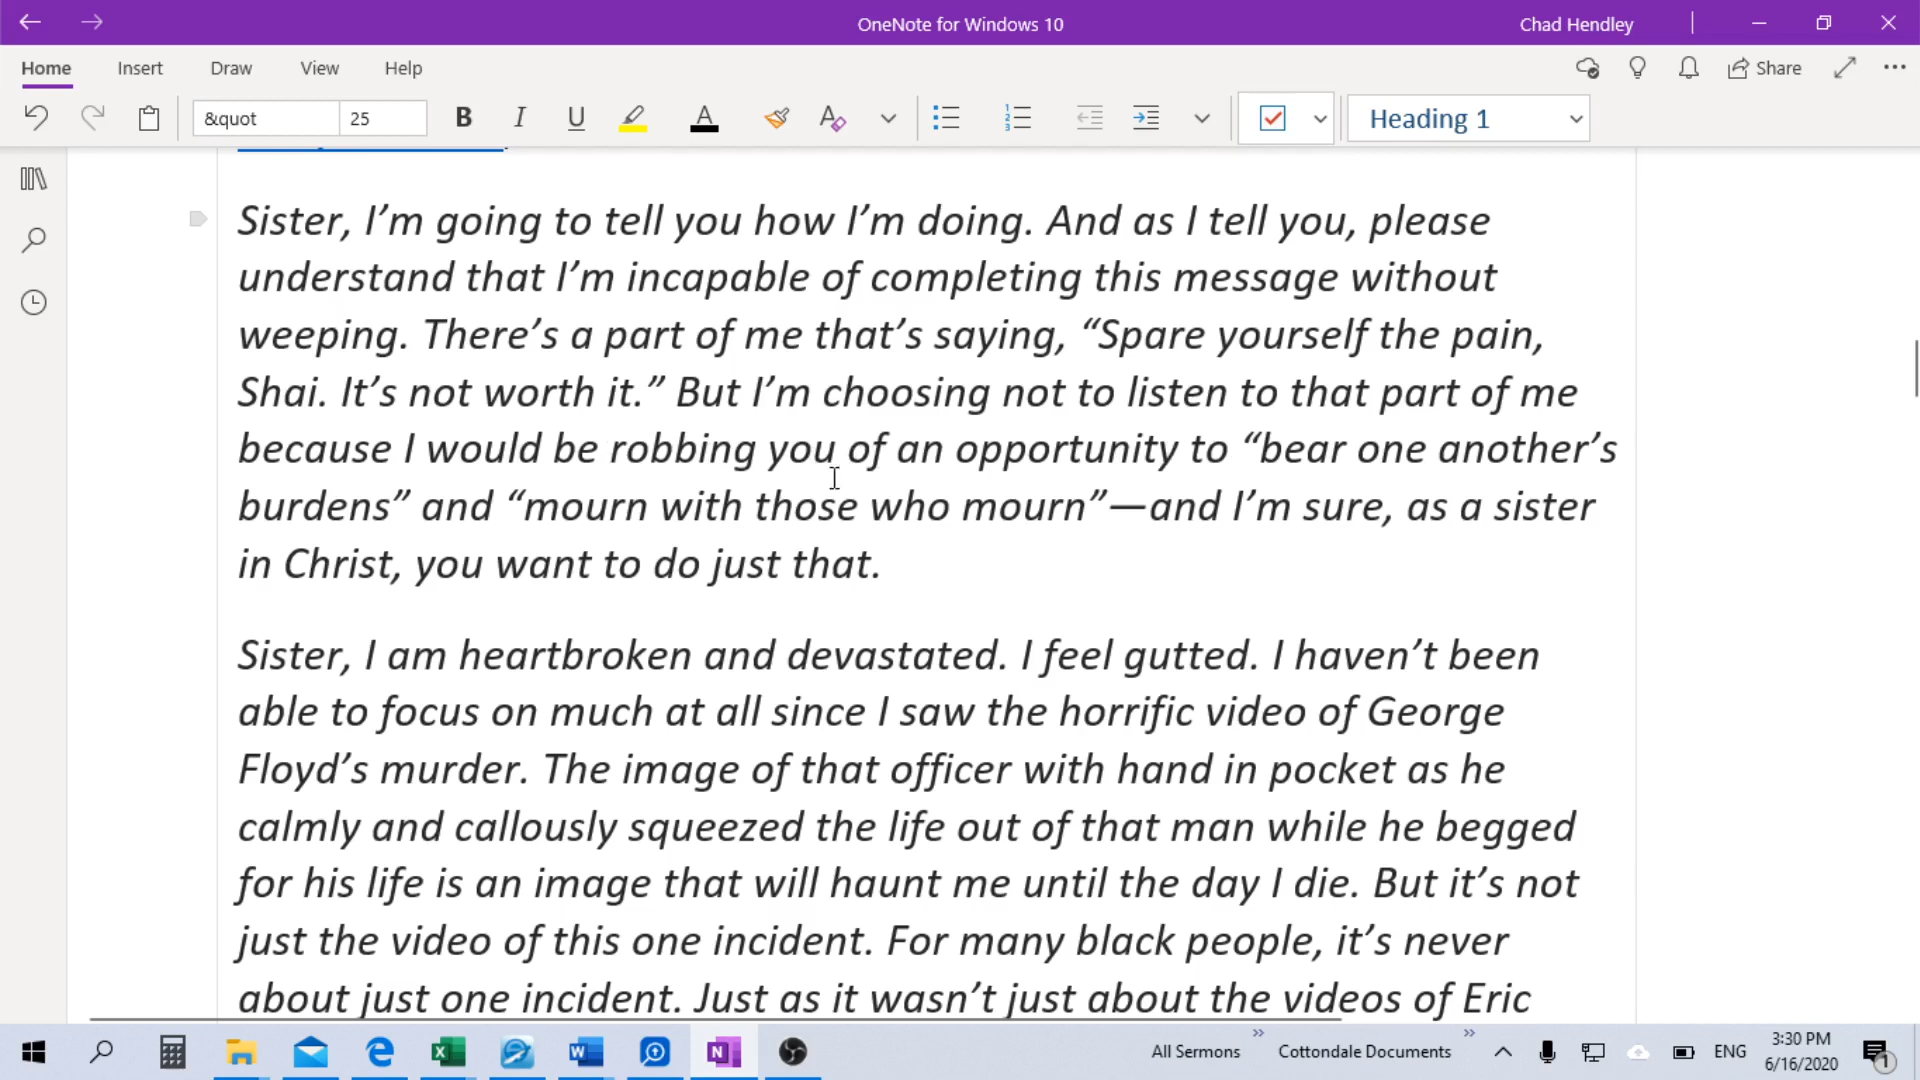 OneNote for Windows 10
Chad Hendley
Home Insert Draw View Help
Share
&quot 25 B I U A A Heading 1
Sister, I’m going to tell you how I’m doing. And as I tell you, please
understand that I’m incapable of completing this message without
weeping. There’s a part of me that’s saying, “Spare yourself the pain,
Shai. It’s not worth it.” But I’m choosing not to listen to that part of me
because I would be robbing you of an opportunity to “bear one another’s
burdens” and “mourn with those who mourn”—and I’m sure, as a sister
in Christ, you want to do just that.
Sister, I am heartbroken and devastated. I feel gutted. I haven’t been
able to focus on much at all since I saw the horrific video of George
Floyd’s murder. The image of that officer with hand in pocket as he
calmly and callously squeezed the life out of that man while he begged
for his life is an image that will haunt me until the day I die. But it’s not
just the video of this one incident. For many black people, it’s never
about just one incident. Just as it wasn’t just about the videos of Eric
All Sermons Cottondale Documents ENG
3:30 PM
6/16/2020
1